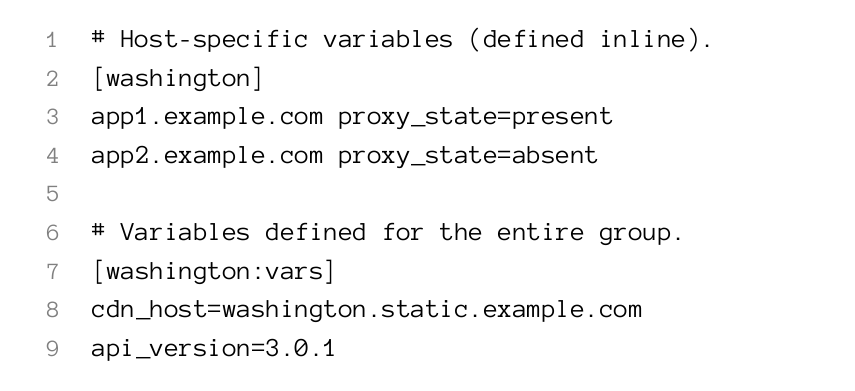 1 # Host-specific variables (defined inline).
2 [washington]
3 app1.example.com proxy_state=present
4 app2.example.com proxy_state=absent
5
6 # Variables defined for the entire group.
7 [washington:vars]
8 cdn_host=washington.static.example.com
9 api_version=3.0.1